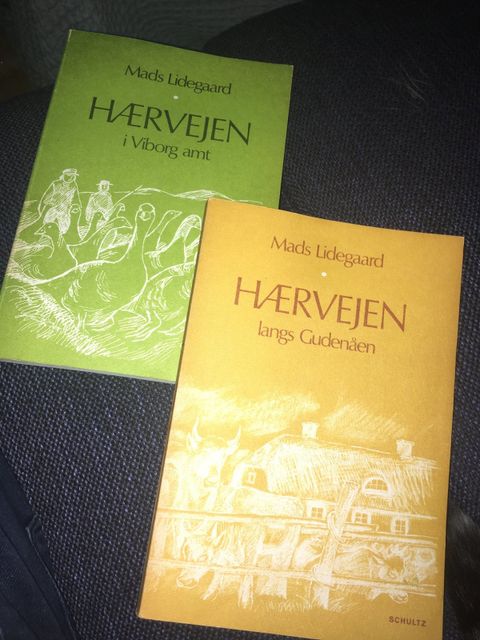 Mads Lidegaard
HÆRVEJEN
i Viborg amt
Mads Lidegaard
HÆRVEJEN
langs Gudenåen
SCHULTZ